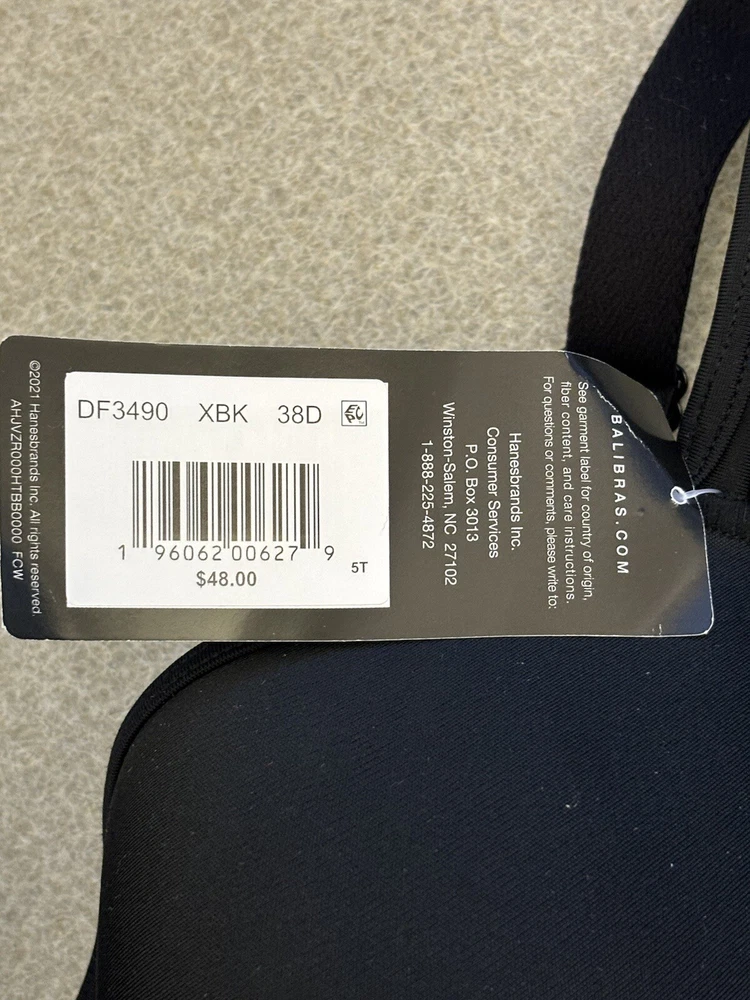 DF3490 XBK 38D
1 96062 00627 9
5T
$48.00
BALIBRAS.COM
See garment label for country of origin,
fiber content, and care instructions.
For questions or comments, please write to:
Hanesbrands Inc.
Consumer Services
P.O. Box 3013
Winston-Salem, NC 27102
1-888-225-4872
©2021 Hanesbrands Inc. All rights reserved.
AHJVZR000HTBB0000 FCW